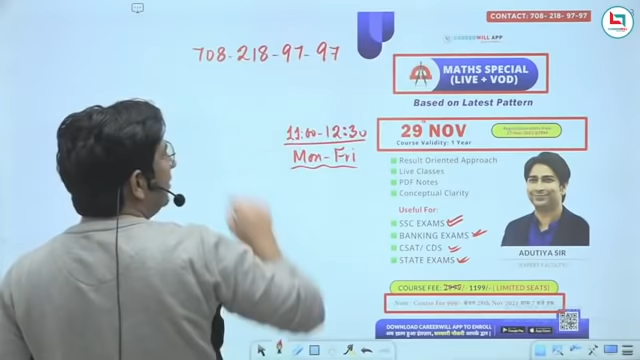 CONTACT: 708- 218- 97-97
CAREERWILL APP
708-218-97-97
MATHS SPECIAL
(LIVE + VOD)
Based on Latest Pattern
11:00-12:30
Mon-Fri
29 NOV
Course Validity: 1 Year
Result Oriented Approach
Live Classes
PDF Notes
Conceptual Clarity
Useful For:
SSC EXAMS
BANKING EXAMS
CSAT/ CDS
STATE EXAMS
ADUTIYA SIR
COURSE FEE: /- 1199/- (LIMITED SEATS)
DOWNLOAD CAREERWILL APP TO ENROLL